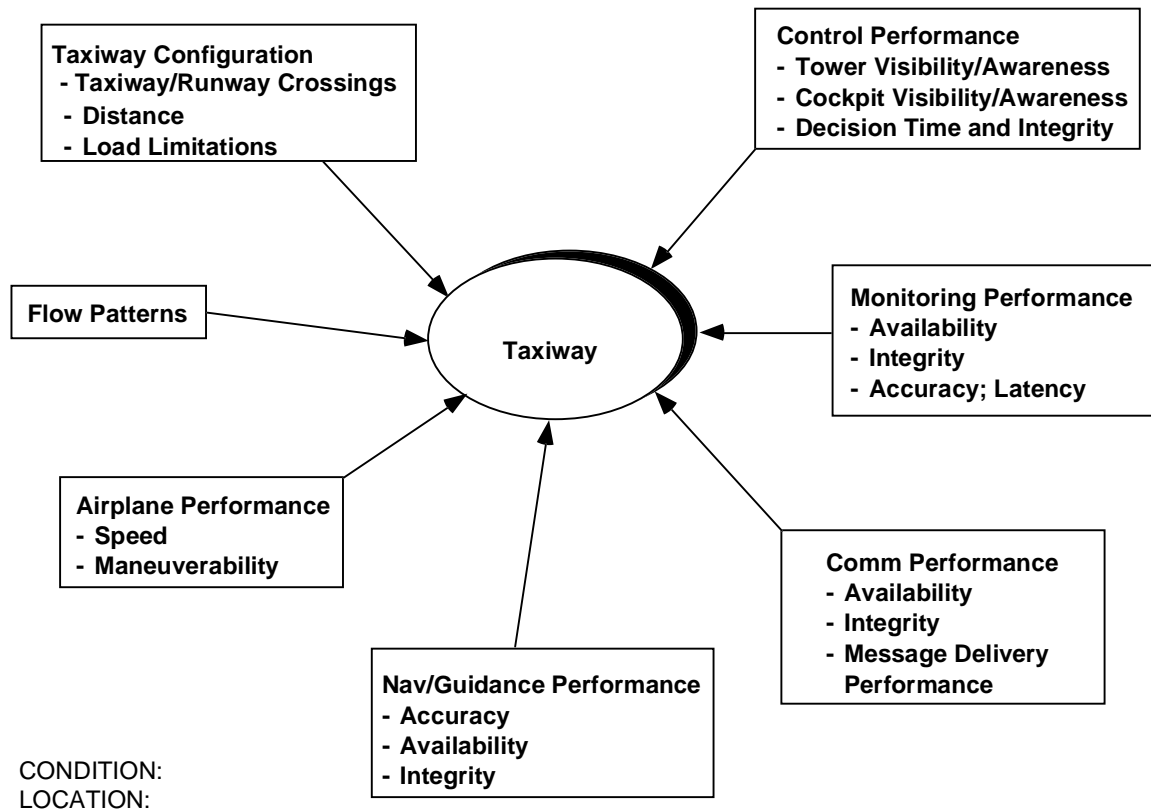 Taxiway Configuration
- Taxiway/Runway Crossings
- Distance
- Load Limitations
Control Performance
- Tower Visibility/Awareness
- Cockpit Visibility/Awareness
- Decision Time and Integrity
Flow Patterns
Taxiway
Monitoring Performance
- Availability
- Integrity
- Accuracy; Latency
Airplane Performance
- Speed
- Maneuverability
Comm Performance
- Availability
- Integrity
- Message Delivery
Performance
Nav/Guidance Performance
- Accuracy
- Availability
- Integrity
CONDITION:
LOCATION: